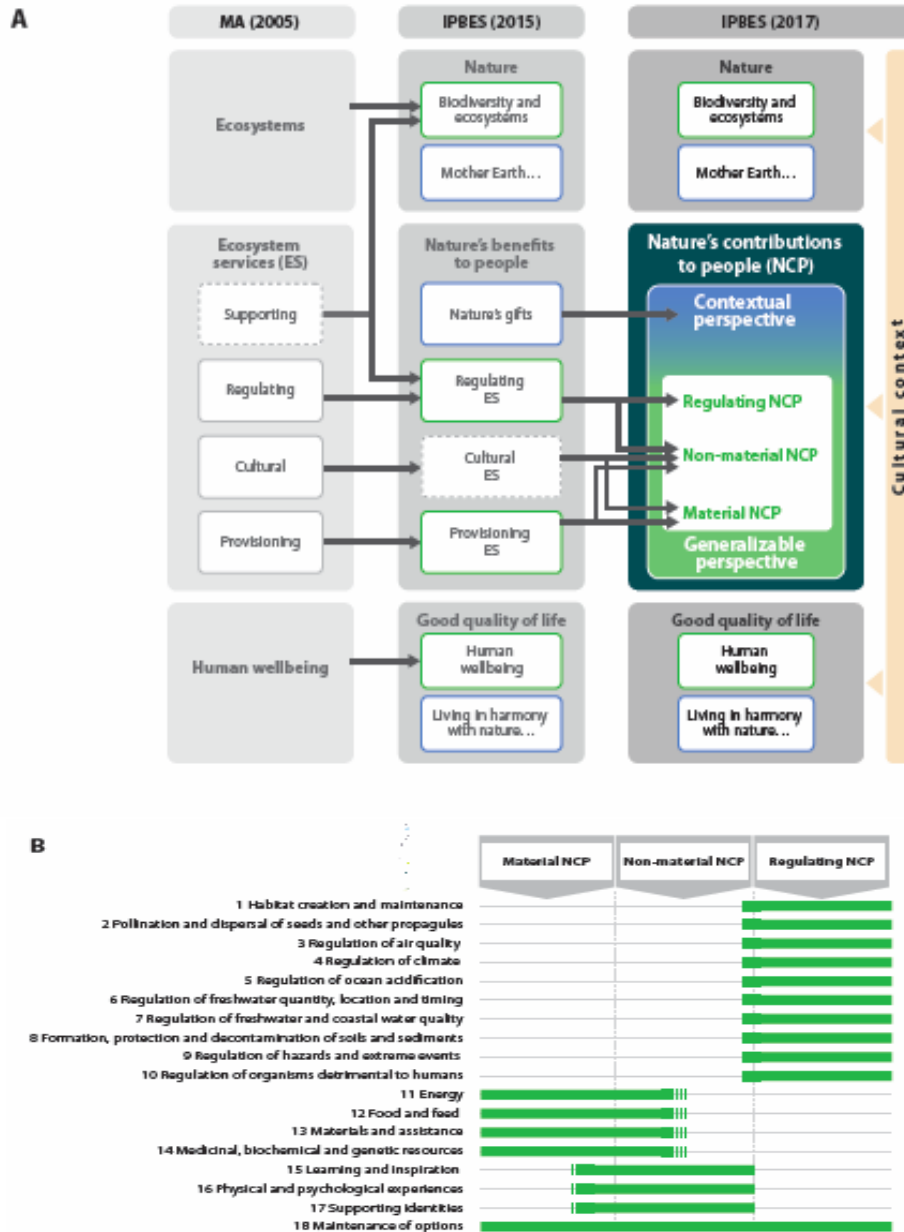 A
MA (2005)
IPBES (2015)
IPBES (2017)
Ecosystems
Nature
Biodiversity and
ecosystems
Mother Earth...
Nature
Biodiversity and
ecosystems
Mother Earth...
Ecosystem
services (ES)
Supporting
Regulating
Cultural
Provisioning
Nature's benefits
to people
Nature's gifts
Regulating
ES
Cultural
ES
Provisioning
ES
Nature's contributions
to people (NCP)
Contextual
perspective
Regulating NCP
Non-material NCP
Material NCP
Generalizable
perspective
Human wellbeing
Good quality of life
Human
wellbeing
Living in harmony
with nature...
Good quality of life
Human
wellbeing
Living in harmony
with nature...
Cultural context
B
Material NCP
Non-material NCP
Regulating NCP
1 Habitat creation and maintenance
2 Pollination and dispersal of seeds and other propagules
3 Regulation of air quality
4 Regulation of climate
5 Regulation of ocean acidification
6 Regulation of freshwater quantity, location and timing
7 Regulation of freshwater and coastal water quality
8 Formation, protection and decontamination of soils and sediments
9 Regulation of hazards and extreme events
10 Regulation of organisms detrimental to humans
11 Energy
12 Food and feed
13 Materials and assistance
14 Medicinal, biochemical and genetic resources
15 Learning and inspiration
16 Physical and psychological experiences
17 Supporting identities
18 Maintenance of options